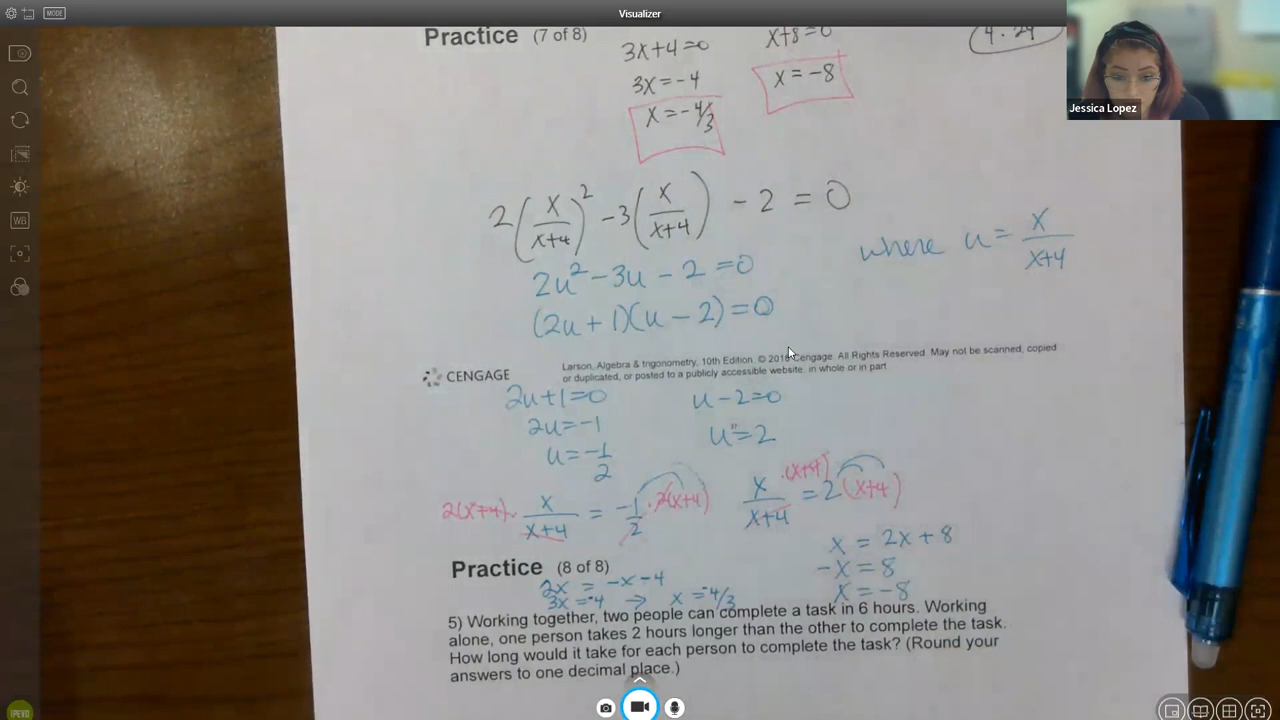 Visualizer
MODE
WB
Jessica Lopez
Practice (7 of 8)
3x+4=0
x+8=0
4·24
3x=-4
x=-8
x=-4/3
2(x/(x+4))² -3(x/(x+4)) - 2 = 0
where u = x/(x+4)
2u² -3u - 2 = 0
(2u + 1)(u - 2) = 0
CENGAGE
Larson, Algebra & trigonometry, 10th Edition. © 2018 Cengage. All Rights Reserved. May not be scanned, copied
or duplicated, or posted to a publicly accessible website, in whole or in part.
2u+1=0
u-2=0
2u=-1
u=2
u=-1/2
2(x+4)· x/(x+4) = -1/2 ·2(x+4)
x/(x+4) ·(x+4) = 2(x+4)
x = 2x + 8
-x = 8
x = -8
Practice (8 of 8)
2x = -x-4
3x=-4 → x=-4/3
5) Working together, two people can complete a task in 6 hours. Working
alone, one person takes 2 hours longer than the other to complete the task.
How long would it take for each person to complete the task? (Round your
answers to one decimal place.)
IPEVO